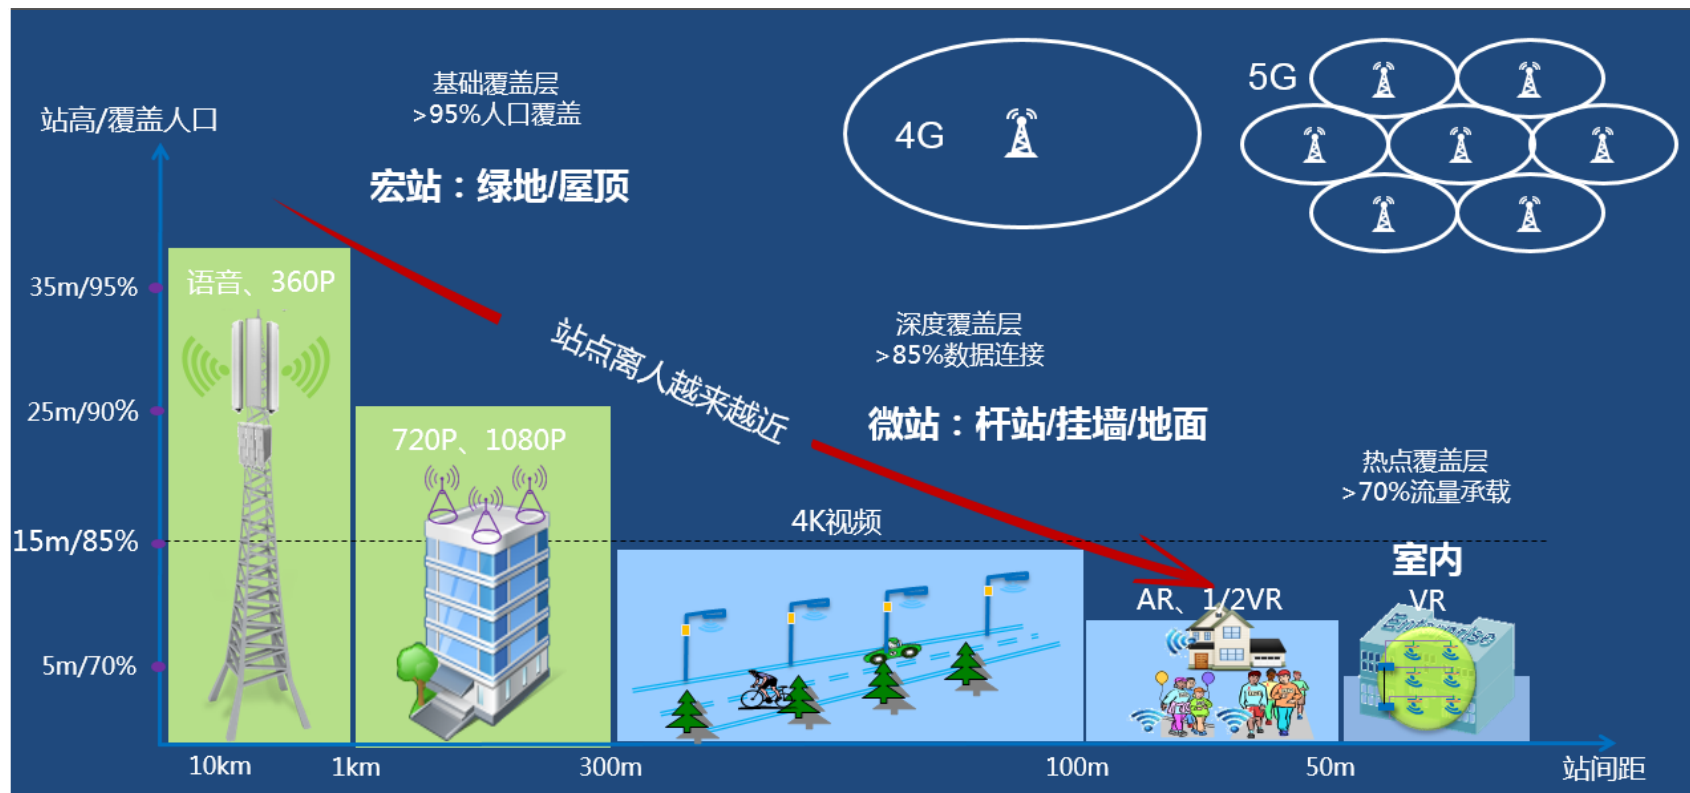 基础覆盖层
>95%人口覆盖
宏站：绿地/屋顶
4G
5G
站高/覆盖人口
35m/95%
25m/90%
15m/85%
5m/70%
语音、360P
720P、1080P
站点离人越来越近
深度覆盖层
>85%数据连接
微站：杆站/挂墙/地面
4K视频
热点覆盖层
>70%流量承载
室内
VR
AR、1/2VR
10km
1km
300m
100m
50m
站间距